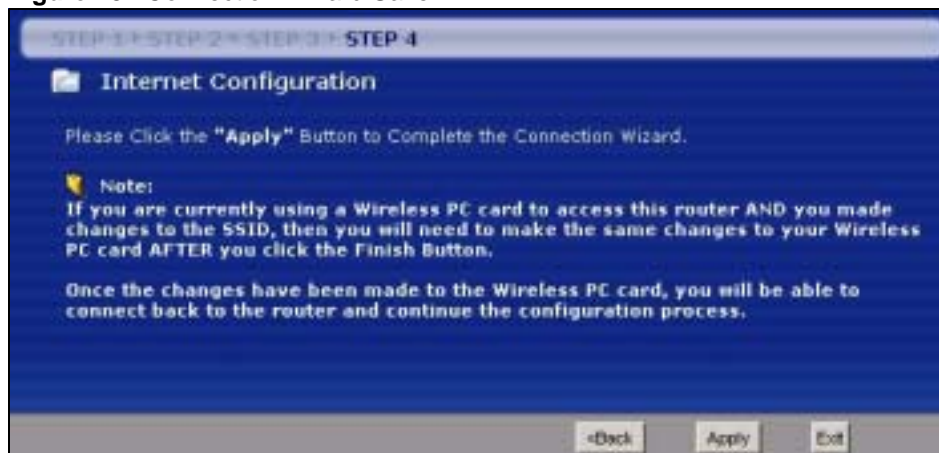 STEP 1 STEP 2 STEP 3 STEP 4
Internet Configuration
Please Click the "Apply" Button to Complete the Connection Wizard.
Note:
If you are currently using a Wireless PC card to access this router AND you made
changes to the SSID, then you will need to make the same changes to your Wireless
PC card AFTER you click the Finish Button.
Once the changes have been made to the Wireless PC card, you will be able to
connect back to the router and continue the configuration process.
<Back Apply Exit